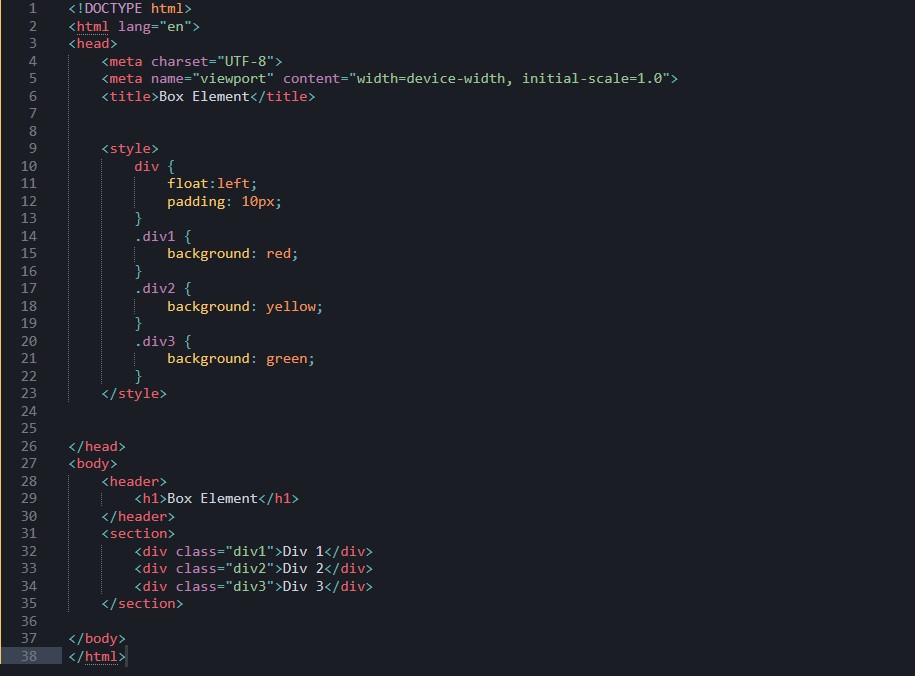 1 <!DOCTYPE html>
2 <html lang="en">
3 <head>
4     <meta charset="UTF-8">
5     <meta name="viewport" content="width=device-width, initial-scale=1.0">
6     <title>Box Element</title>
7
8
9     <style>
10         div {
11             float:left;
12             padding: 10px;
13         }
14         .div1 {
15             background: red;
16         }
17         .div2 {
18             background: yellow;
19         }
20         .div3 {
21             background: green;
22         }
23     </style>
24
25
26 </head>
27 <body>
28     <header>
29         <h1>Box Element</h1>
30     </header>
31     <section>
32         <div class="div1">Div 1</div>
33         <div class="div2">Div 2</div>
34         <div class="div3">Div 3</div>
35     </section>
36
37 </body>
38 </html>